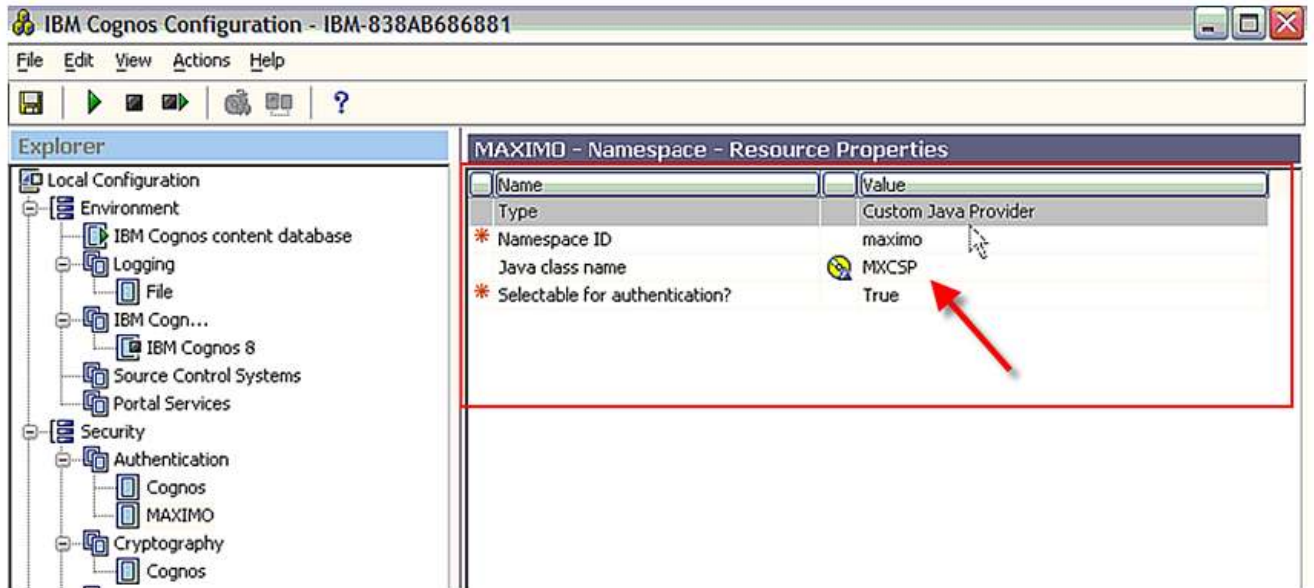 IBM Cognos Configuration - IBM-838AB686881
File Edit View Actions Help
?
Explorer
Local Configuration
Environment
IBM Cognos content database
Logging
File
IBM Cogn...
IBM Cognos 8
Source Control Systems
Portal Services
Security
Authentication
Cognos
MAXIMO
Cryptography
Cognos
MAXIMO - Namespace - Resource Properties
Name Value
Type Custom Java Provider
* Namespace ID maximo
Java class name MXCSP
* Selectable for authentication? True